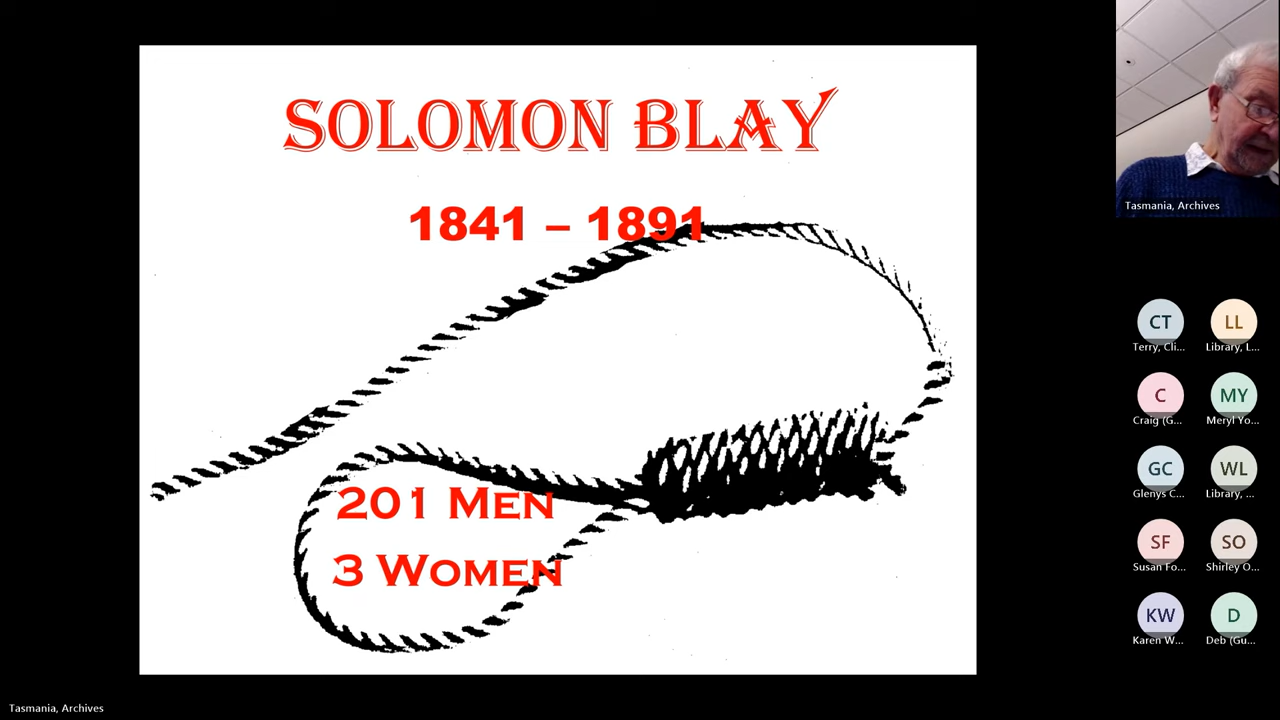 SOLOMON BLAY
1841 – 1891
201 MEN
3 WOMEN
Tasmania, Archives
CT
Terry, Cli...
LL
Library, L...
C
Craig (G...
MY
Meryl Yo...
GC
Glenys C...
WL
Library, ...
SF
Susan Fo...
SO
Shirley O...
KW
Karen W...
D
Deb (Gu...
Tasmania, Archives